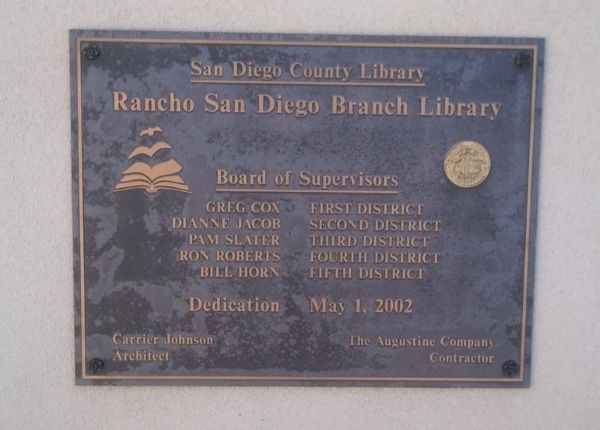 San Diego County Library
Rancho San Diego Branch Library
Board of Supervisors
GREG COX FIRST DISTRICT
DIANNE JACOB SECOND DISTRICT
PAM SLATER THIRD DISTRICT
RON ROBERTS FOURTH DISTRICT
BILL HORN FIFTH DISTRICT
Dedication May 1, 2002
Carrier Johnson The Augustine Company
Architect Contractor